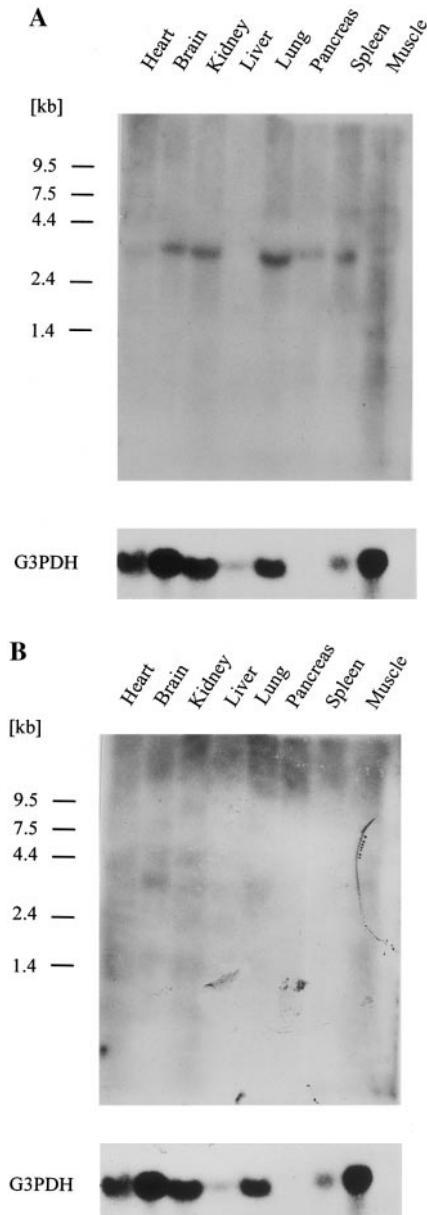 A
Heart Brain Kidney Liver Lung Pancreas Spleen Muscle
[kb]
9.5
7.5
4.4
2.4
1.4
G3PDH
B
Heart Brain Kidney Liver Lung Pancreas Spleen Muscle
[kb]
9.5
7.5
4.4
2.4
1.4
G3PDH